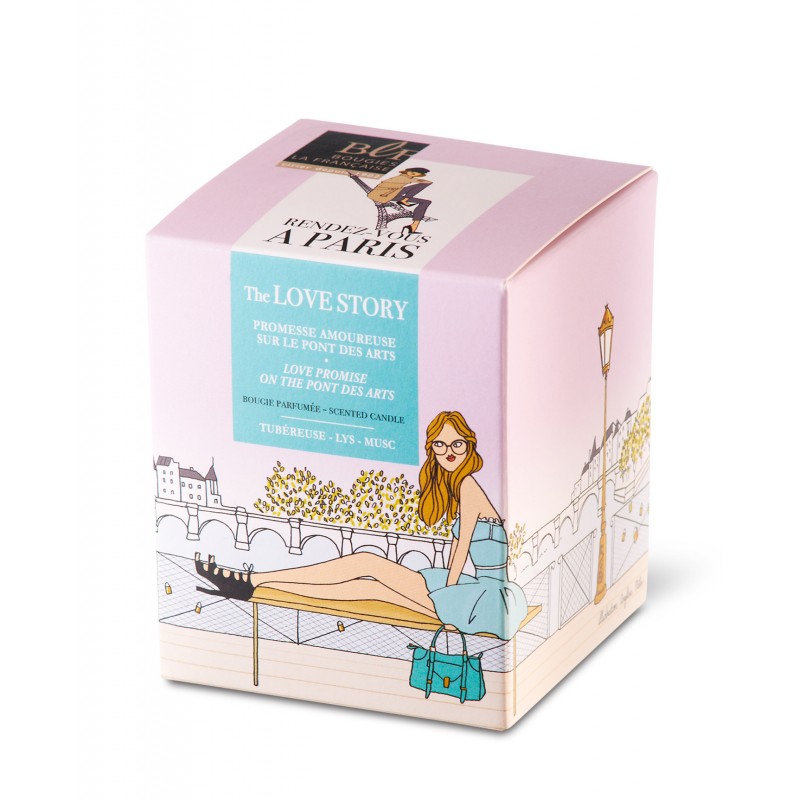 BLF
BOUGIES
LA FRANÇAISE
RENDEZ-VOUS
A PARIS
The LOVE STORY
PROMESSE AMOUREUSE
SUR LE PONT DES ARTS
•
LOVE PROMISE
ON THE PONT DES ARTS
BOUGIE PARFUMÉE - SCENTED CANDLE
TUBÉREUSE - LYS - MUSC